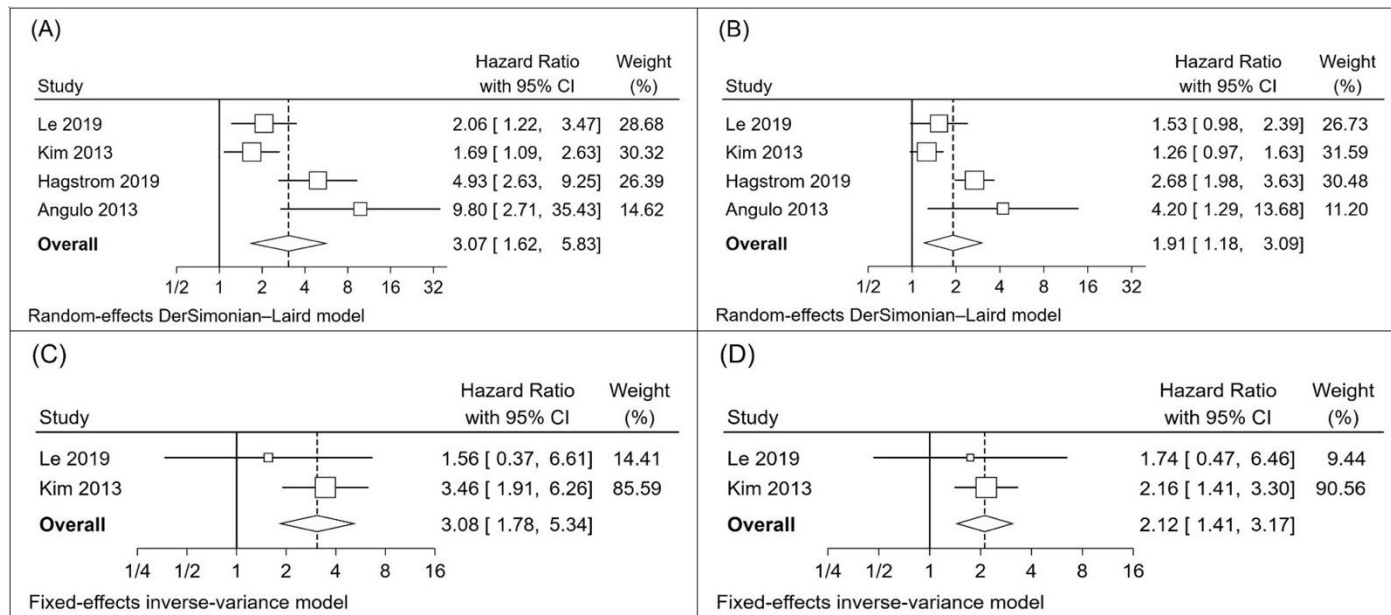 (A)
Hazard Ratio Weight
Study with 95% CI (%)
Le 2019 2.06 [ 1.22, 3.47] 28.68
Kim 2013 1.69 [ 1.09, 2.63] 30.32
Hagstrom 2019 4.93 [ 2.63, 9.25] 26.39
Angulo 2013 9.80 [ 2.71, 35.43] 14.62
Overall 3.07 [ 1.62, 5.83]
1/2 1 2 4 8 16 32
Random-effects DerSimonian–Laird model
(B)
Hazard Ratio Weight
Study with 95% CI (%)
Le 2019 1.53 [ 0.98, 2.39] 26.73
Kim 2013 1.26 [ 0.97, 1.63] 31.59
Hagstrom 2019 2.68 [ 1.98, 3.63] 30.48
Angulo 2013 4.20 [ 1.29, 13.68] 11.20
Overall 1.91 [ 1.18, 3.09]
1/2 1 2 4 8 16 32
Random-effects DerSimonian–Laird model
(C)
Hazard Ratio Weight
Study with 95% CI (%)
Le 2019 1.56 [ 0.37, 6.61] 14.41
Kim 2013 3.46 [ 1.91, 6.26] 85.59
Overall 3.08 [ 1.78, 5.34]
1/4 1/2 1 2 4 8 16
Fixed-effects inverse-variance model
(D)
Hazard Ratio Weight
Study with 95% CI (%)
Le 2019 1.74 [ 0.47, 6.46] 9.44
Kim 2013 2.16 [ 1.41, 3.30] 90.56
Overall 2.12 [ 1.41, 3.17]
1/4 1/2 1 2 4 8 16
Fixed-effects inverse-variance model